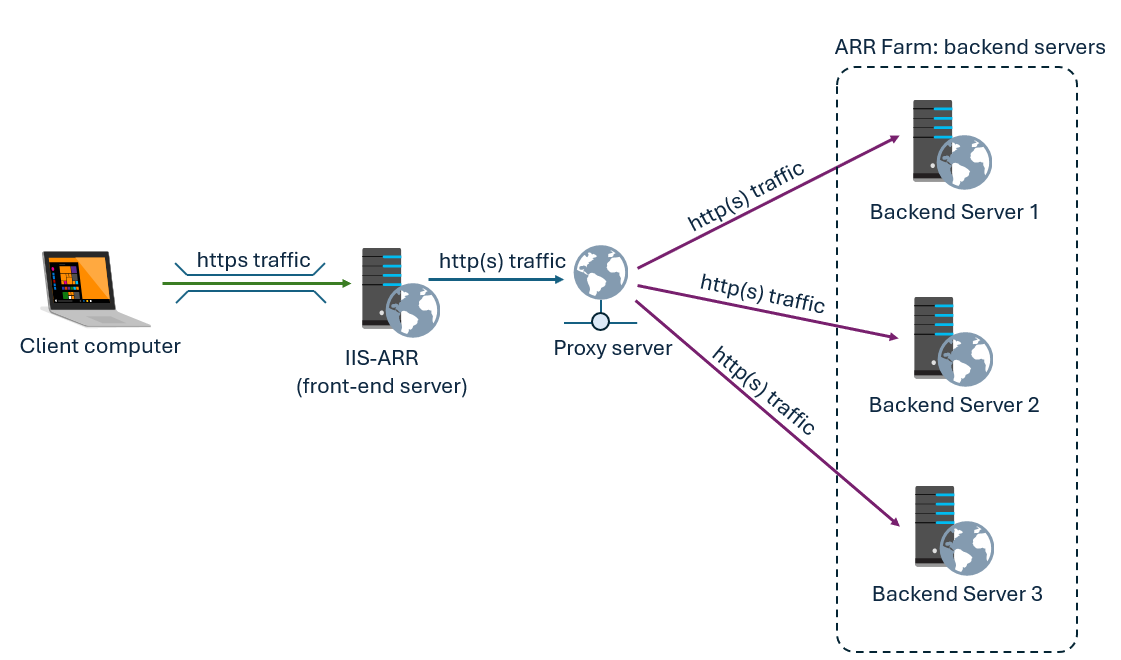 ARR Farm: backend servers
http(s) traffic
Backend Server 1
https traffic
http(s) traffic
http(s) traffic
Client computer
IIS-ARR
(front-end server)
Proxy server
http(s) traffic
Backend Server 2
Backend Server 3